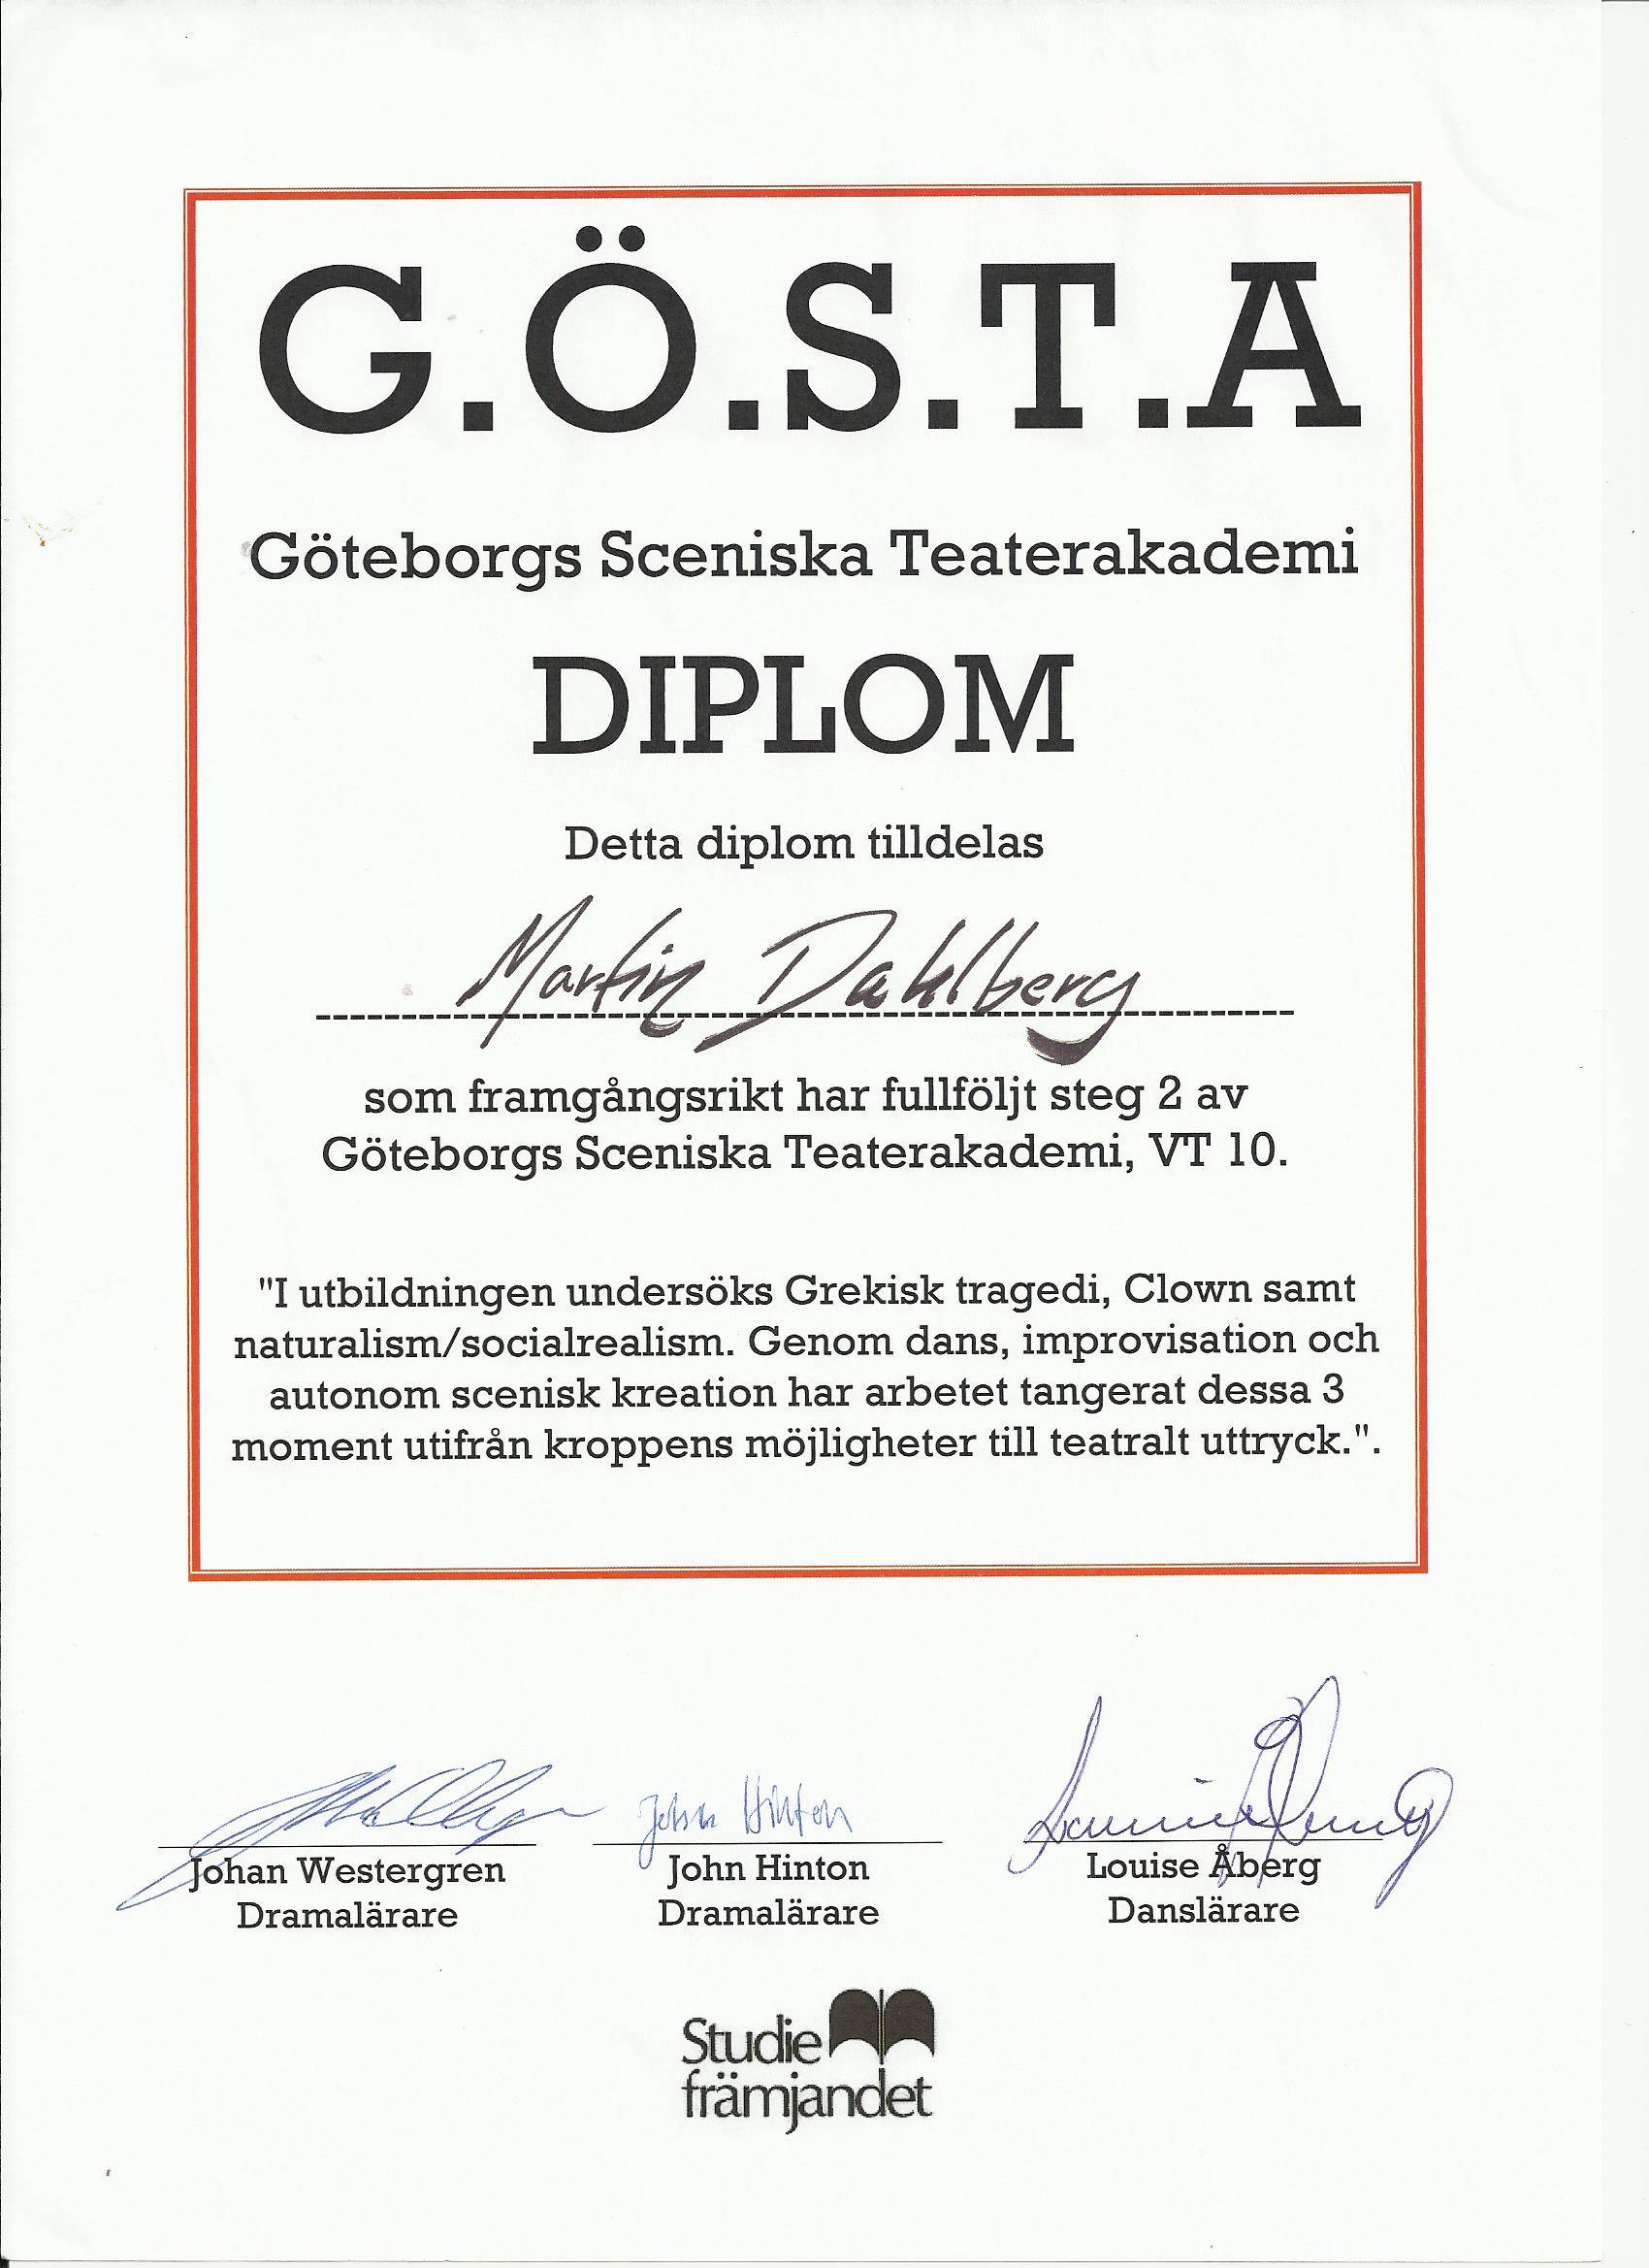 G.Ö.S.T.A
Göteborgs Sceniska Teaterakademi
DIPLOM
Detta diplom tilldelas
Martin Dahlberg
som framgångsrikt har fullföljt steg 2 av
Göteborgs Sceniska Teaterakademi, VT 10.
"I utbildningen undersöks Grekisk tragedi, Clown samt
naturalism/socialrealism. Genom dans, improvisation och
autonom scenisk kreation har arbetet tangerat dessa 3
moment utifrån kroppens möjligheter till teatralt uttryck.".
John Hinton
Johan Westergren John Hinton Louise Åberg
Dramalärare Dramalärare Danslärare
Studie
främjandet